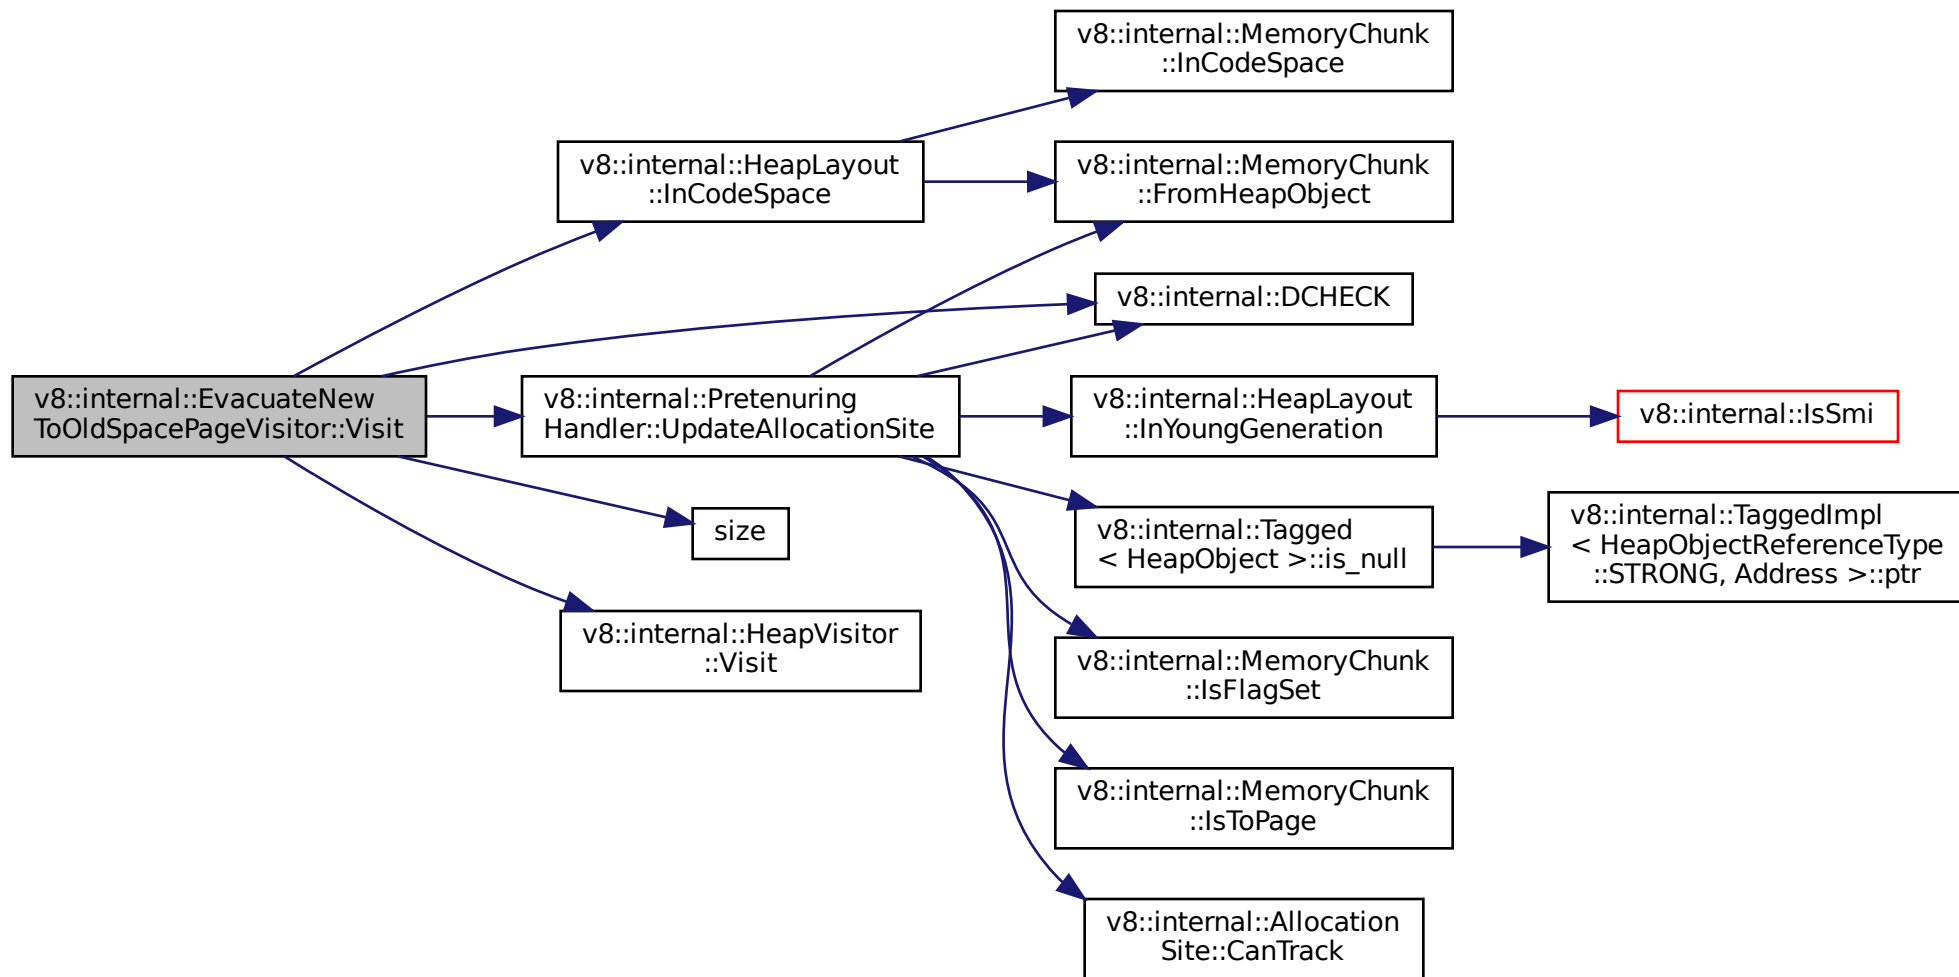 v8::internal::MemoryChunk
::InCodeSpace
v8::internal::HeapLayout
::InCodeSpace
v8::internal::MemoryChunk
::FromHeapObject
v8::internal::DCHECK
v8::internal::EvacuateNew
ToOldSpacePageVisitor::Visit
v8::internal::Pretenuring
Handler::UpdateAllocationSite
v8::internal::HeapLayout
::InYoungGeneration
v8::internal::IsSmi
size
v8::internal::Tagged
< HeapObject >::is_null
v8::internal::TaggedImpl
< HeapObjectReferenceType
::STRONG, Address >::ptr
v8::internal::HeapVisitor
::Visit
v8::internal::MemoryChunk
::IsFlagSet
v8::internal::MemoryChunk
::IsToPage
v8::internal::Allocation
Site::CanTrack